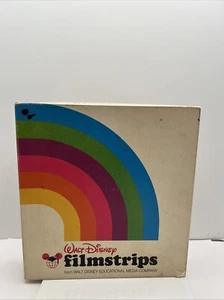 Walt Disney
filmstrips
from WALT DISNEY EDUCATIONAL MEDIA COMPANY